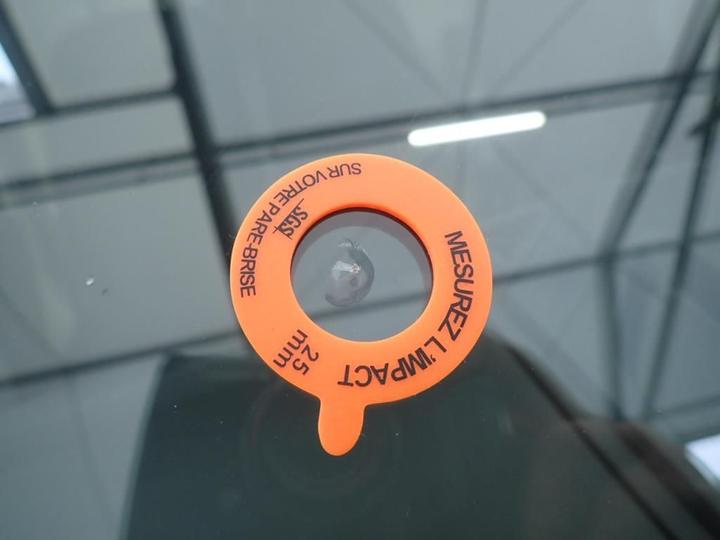 MESUREZ L'IMPACT
SUR VOTRE PARE-BRISE
SGS
25
mm